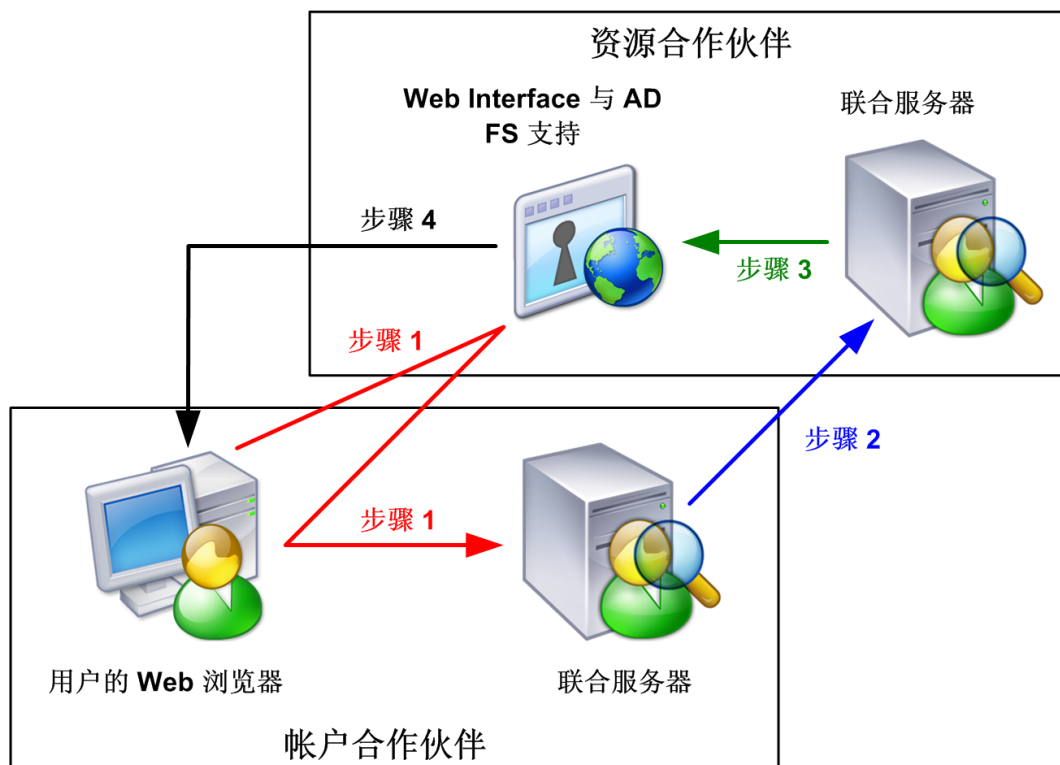 资源合作伙伴
Web Interface 与 AD
FS 支持
联合服务器
步骤 4
步骤 3
步骤 1
步骤 2
步骤 1
用户的 Web 浏览器
联合服务器
帐户合作伙伴